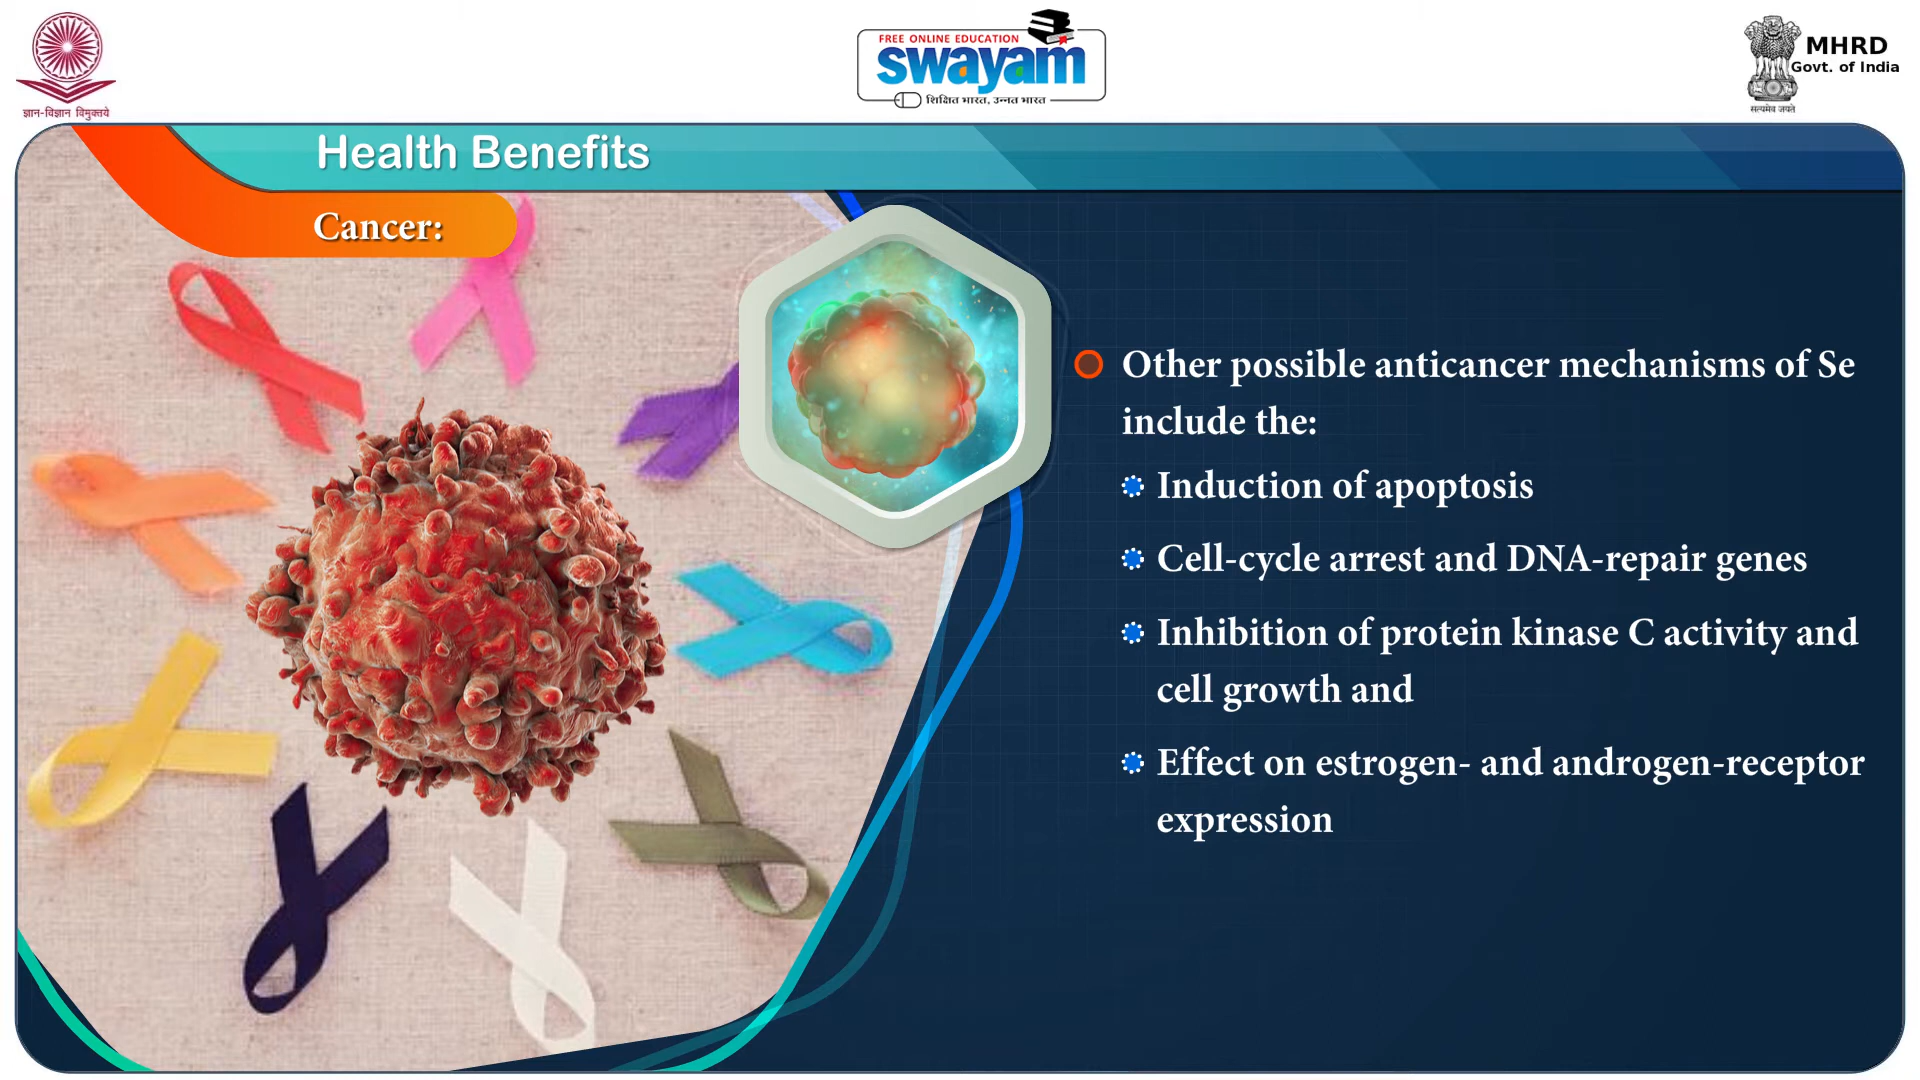 ज्ञान-विज्ञान विमुक्तये
FREE ONLINE EDUCATION
swayam
शिक्षित भारत, उन्नत भारत
MHRD
Govt. of India
सत्यमेव जयते
Health Benefits
Cancer:
Other possible anticancer mechanisms of Se
include the:
Induction of apoptosis
Cell-cycle arrest and DNA-repair genes
Inhibition of protein kinase C activity and
cell growth and
Effect on estrogen- and androgen-receptor
expression